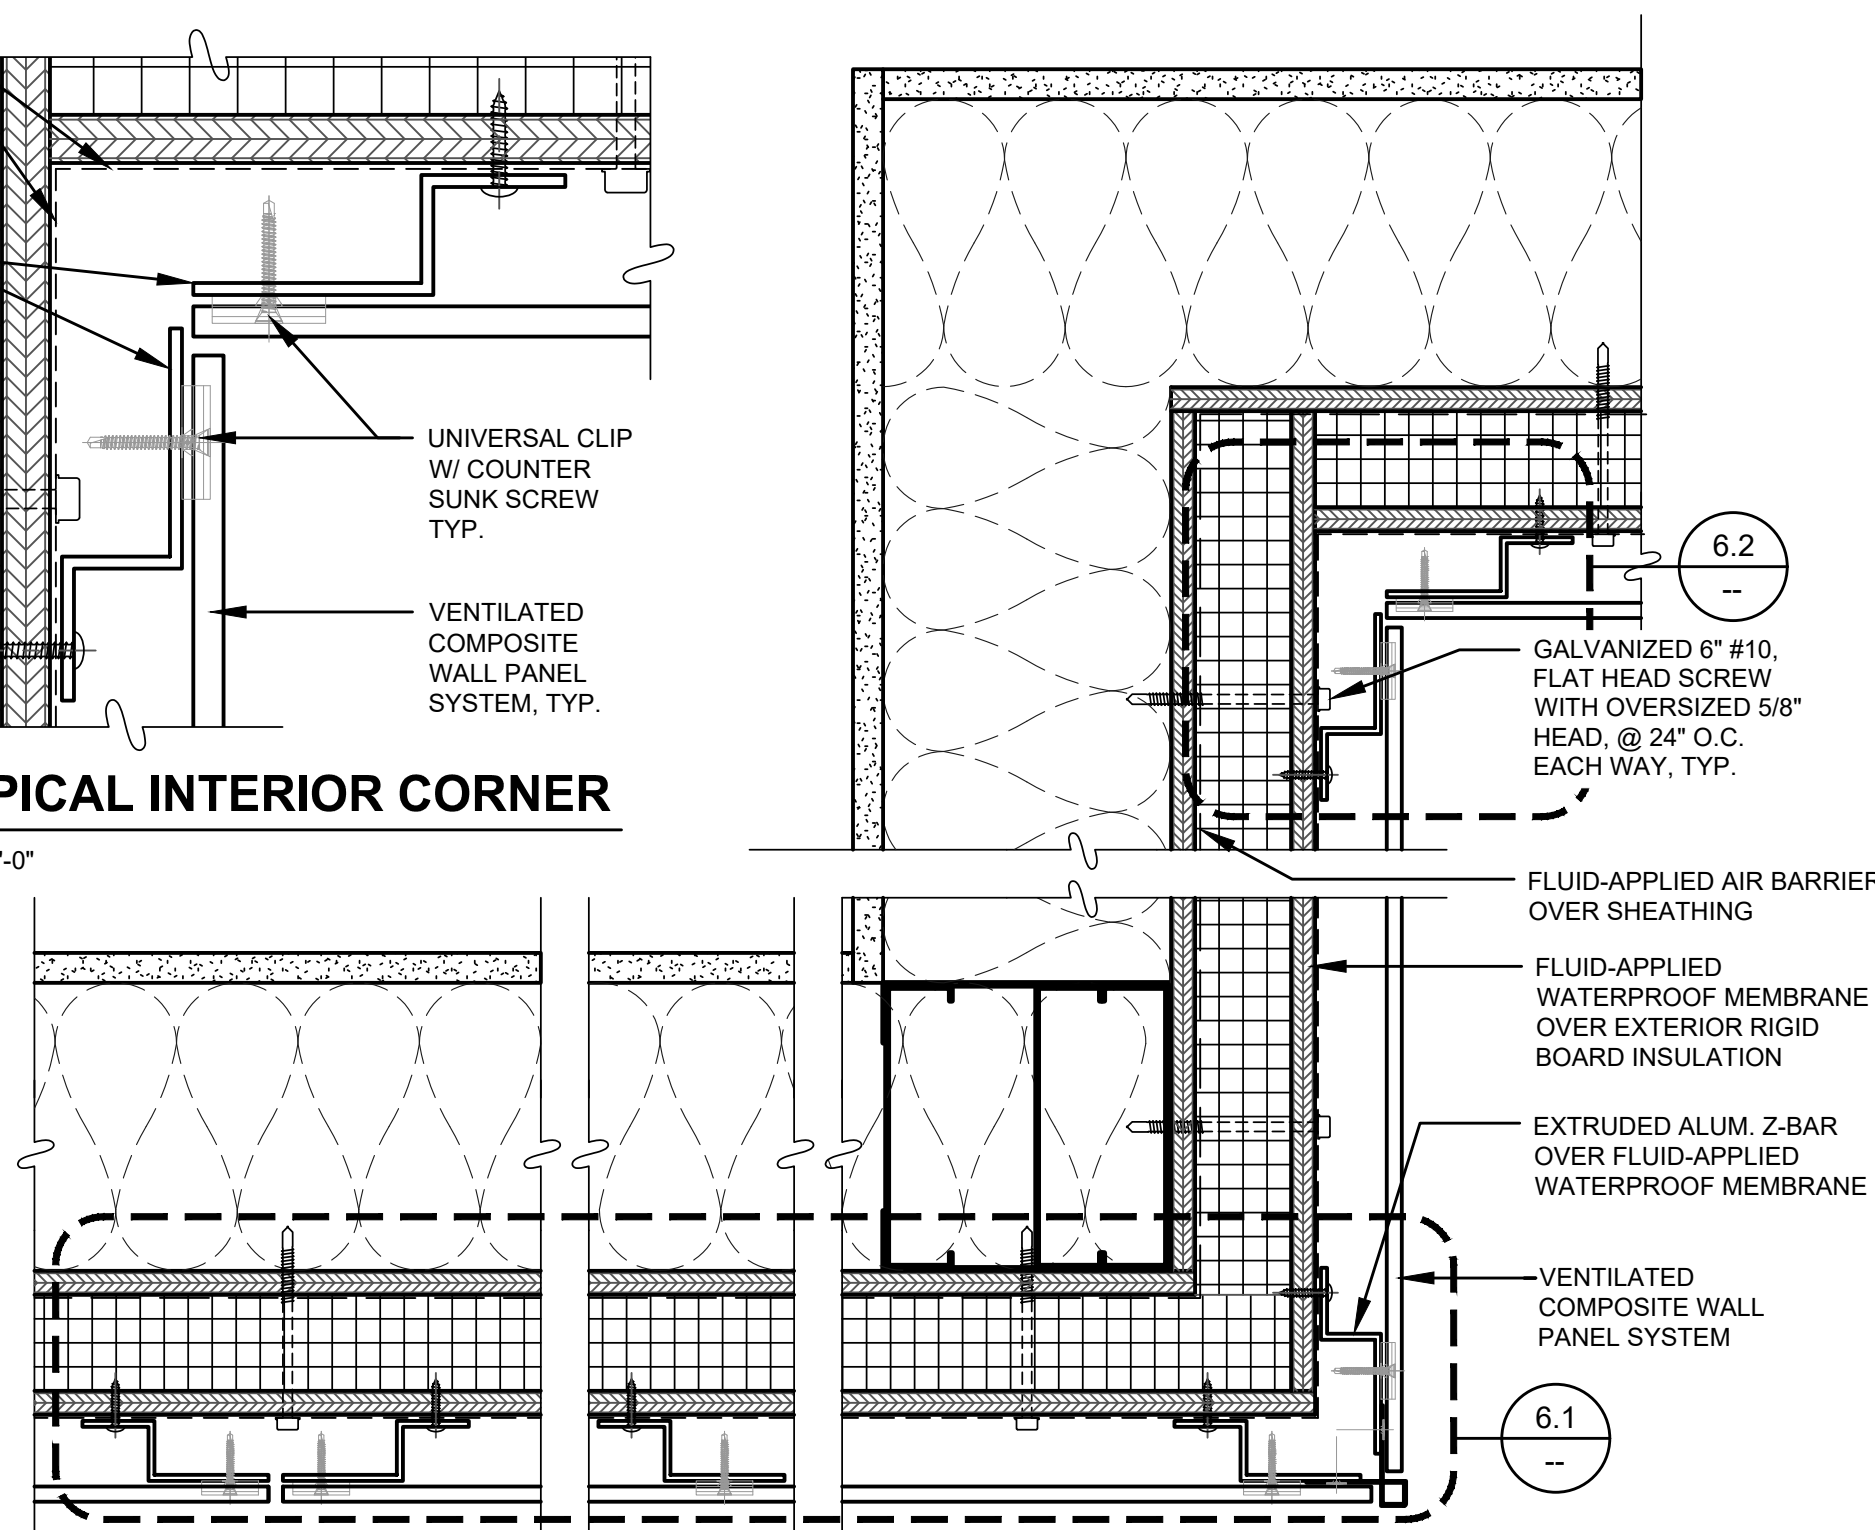 UNIVERSAL CLIP
W/ COUNTER
SUNK SCREW
TYP.
VENTILATED
COMPOSITE
WALL PANEL
SYSTEM, TYP.
PICAL INTERIOR CORNER
'-0"
6.2
--
GALVANIZED 6" #10,
FLAT HEAD SCREW
WITH OVERSIZED 5/8"
HEAD, @ 24" O.C.
EACH WAY, TYP.
FLUID-APPLIED AIR BARRIER
OVER SHEATHING
FLUID-APPLIED
WATERPROOF MEMBRANE
OVER EXTERIOR RIGID
BOARD INSULATION
EXTRUDED ALUM. Z-BAR
OVER FLUID-APPLIED
WATERPROOF MEMBRANE
VENTILATED
COMPOSITE WALL
PANEL SYSTEM
6.1
--